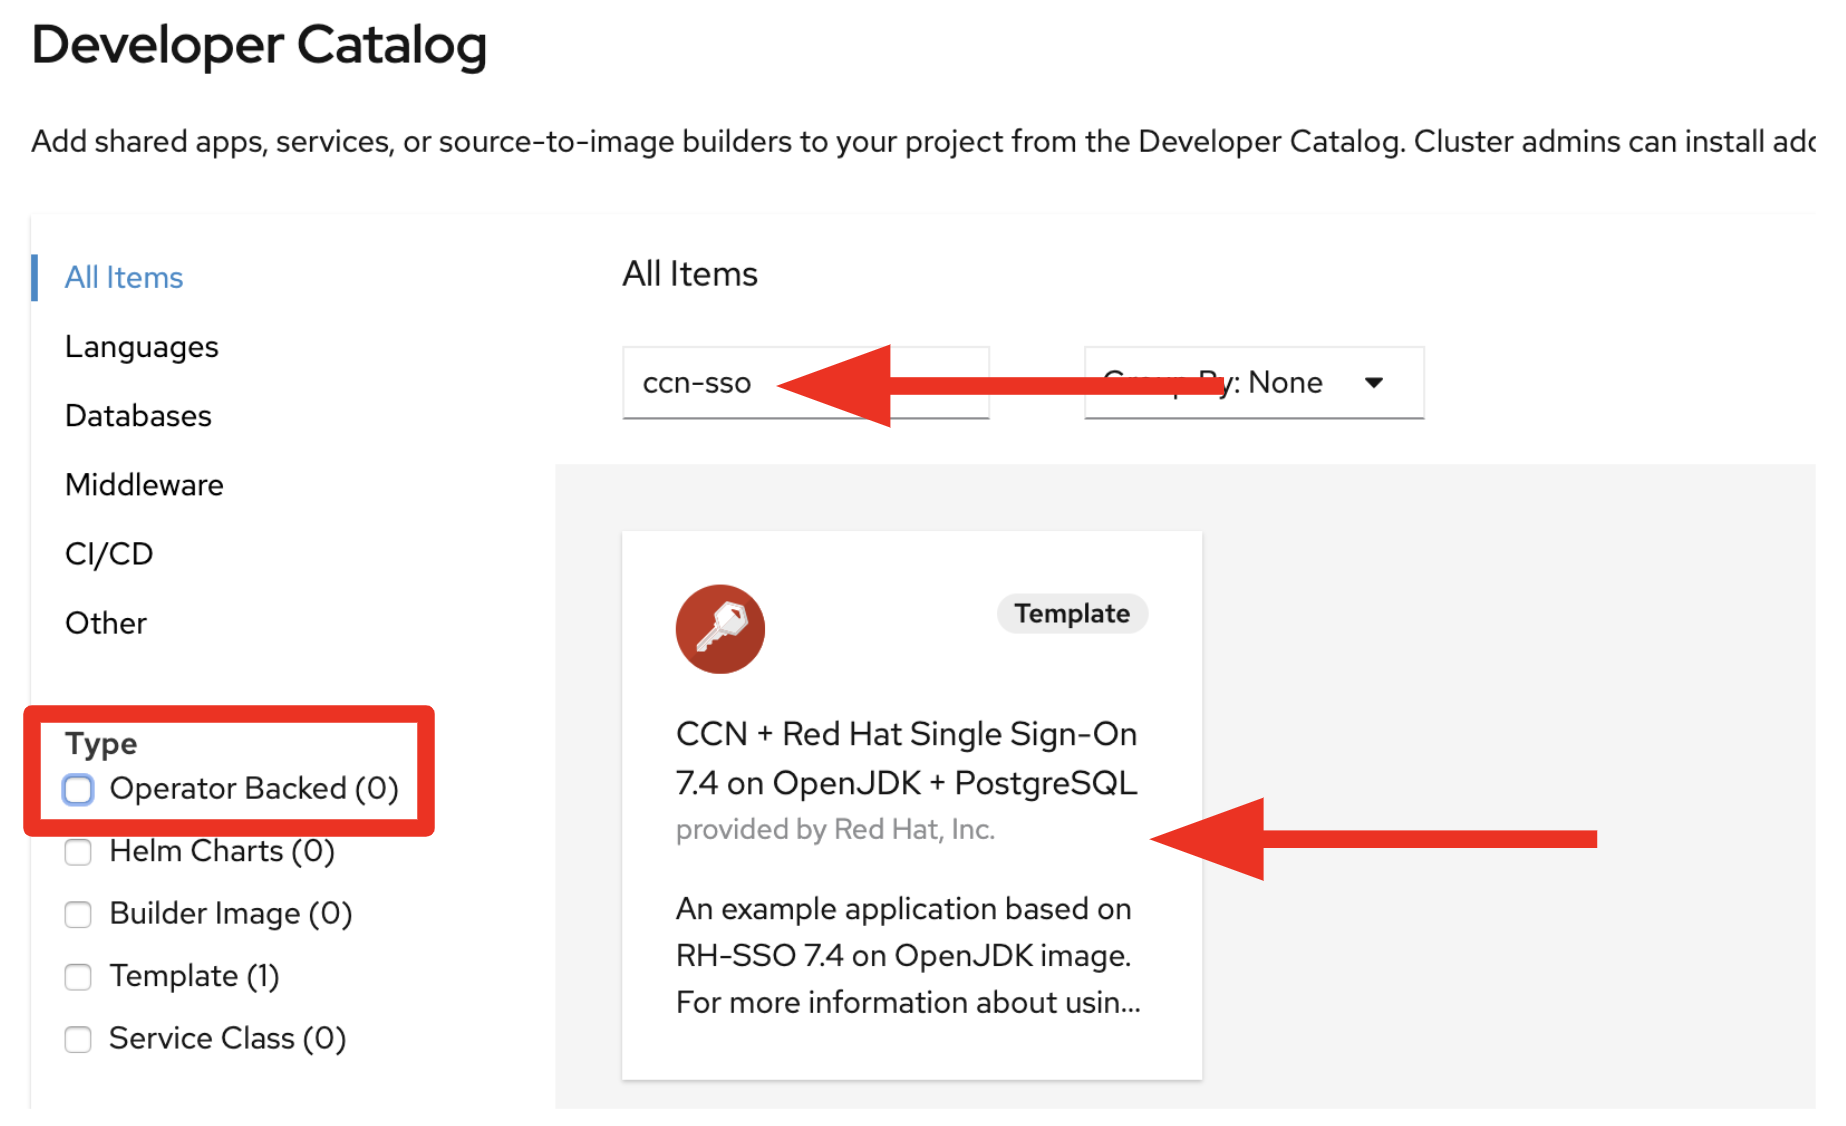 Developer Catalog
Add shared apps, services, or source-to-image builders to your project from the Developer Catalog. Cluster admins can install
All Items
Languages
Databases
Middleware
CI/CD
Other
Type
Operator Backed (0)
Helm Charts (0)
Builder Image (0)
Template (1)
Service Class (0)
All Items
ccn-sso
Group By: None
Template
CCN + Red Hat Single Sign-On
7.4 on OpenJDK + PostgreSQL
provided by Red Hat, Inc.
An example application based on
RH-SSO 7.4 on OpenJDK image.
For more information about usin...